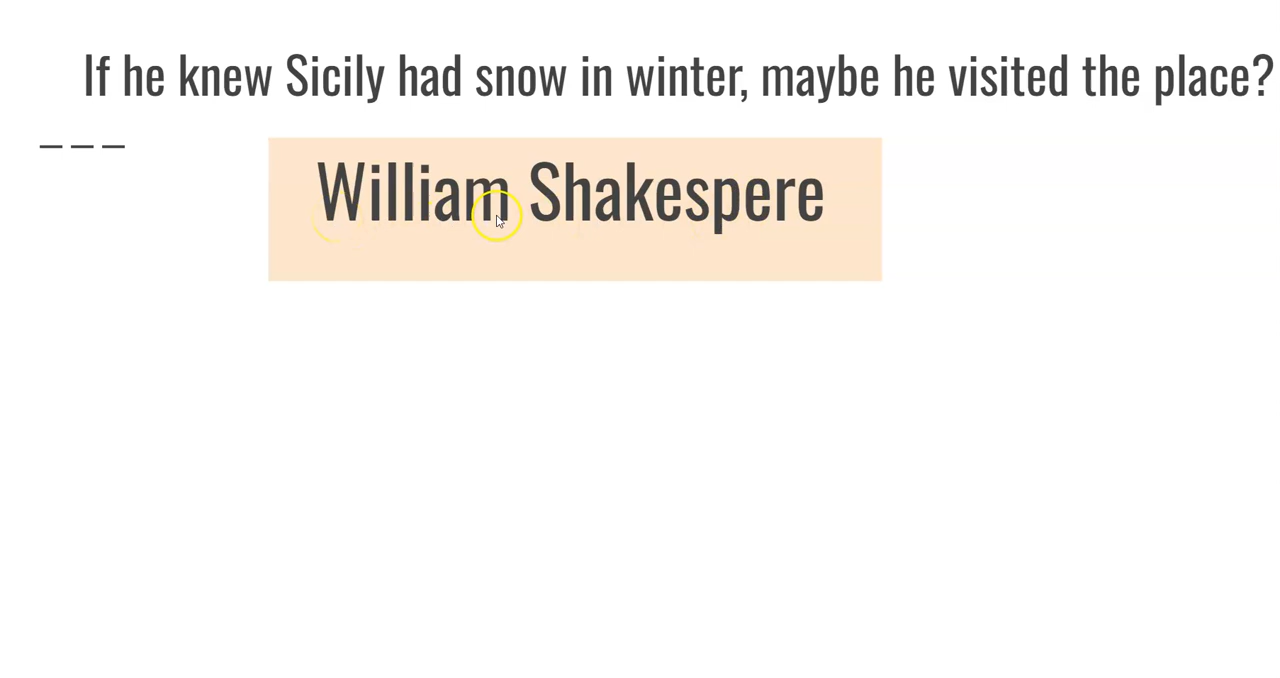 If he knew Sicily had snow in winter, maybe he visited the place?
William Shakespere